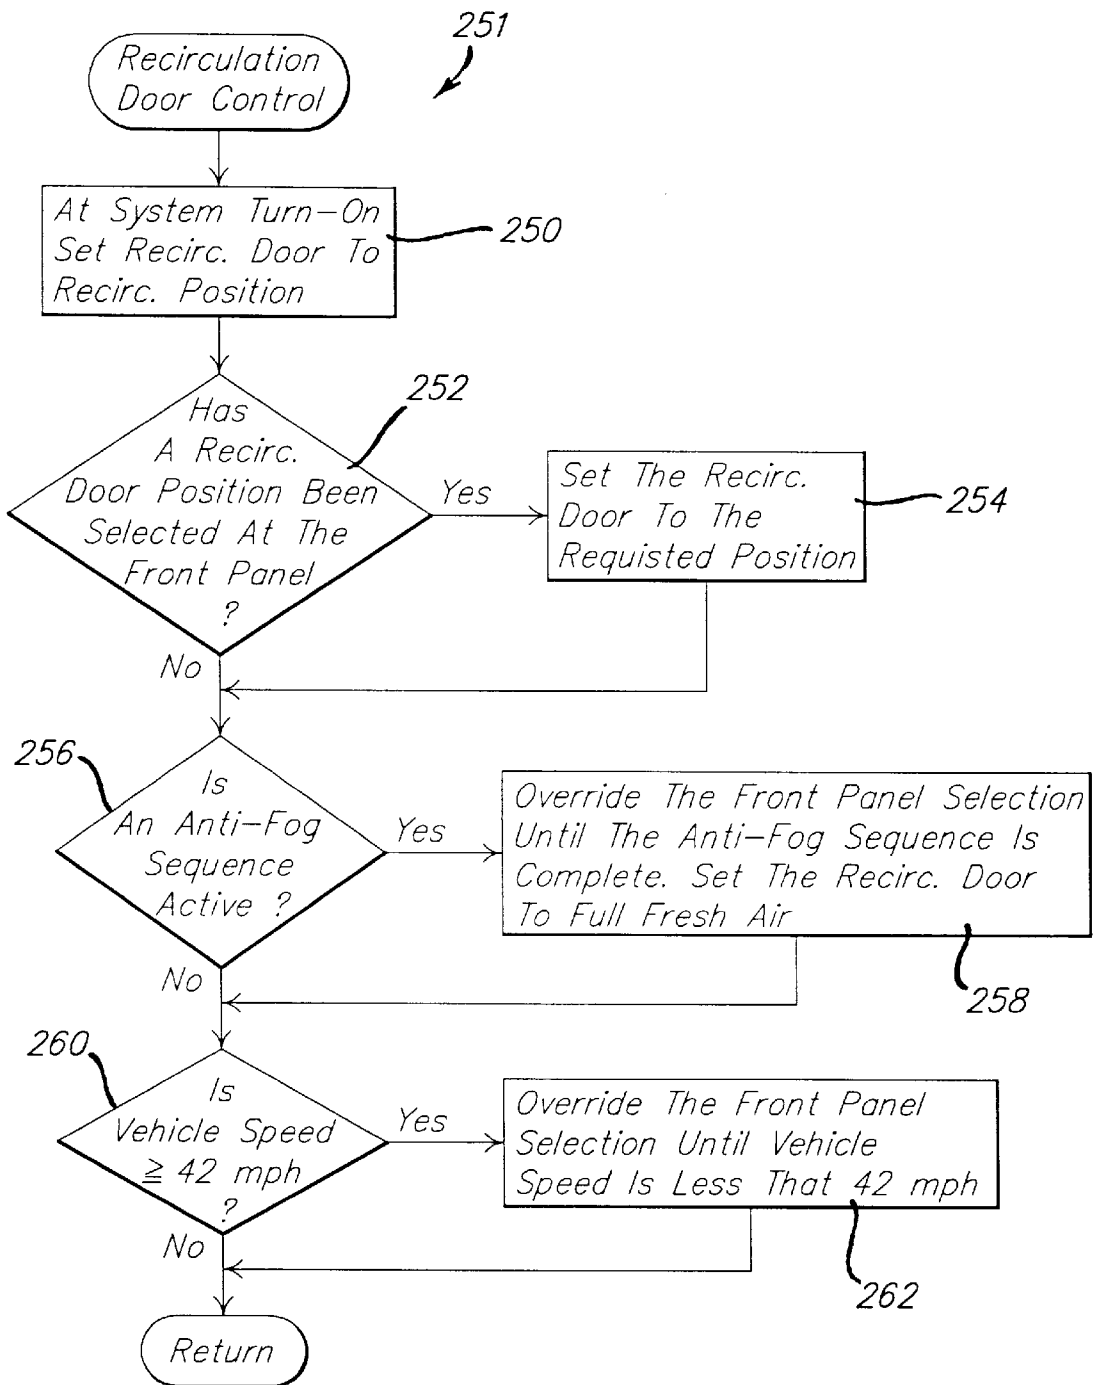 251
Recirculation
Door Control
At System Turn-On
Set Recirc. Door To
Recirc. Position
250
252
Has
A Recirc.
Door Position Been
Selected At The
Front Panel
?
Yes
Set The Recirc.
Door To The
Requisted Position
254
No
256
Is
An Anti-Fog
Sequence
Active ?
Yes
Override The Front Panel Selection
Until The Anti-Fog Sequence Is
Complete. Set The Recirc. Door
To Full Fresh Air
258
No
260
Is
Vehicle Speed
≧ 42 mph
?
Yes
Override The Front Panel
Selection Until Vehicle
Speed Is Less That 42 mph
262
No
Return